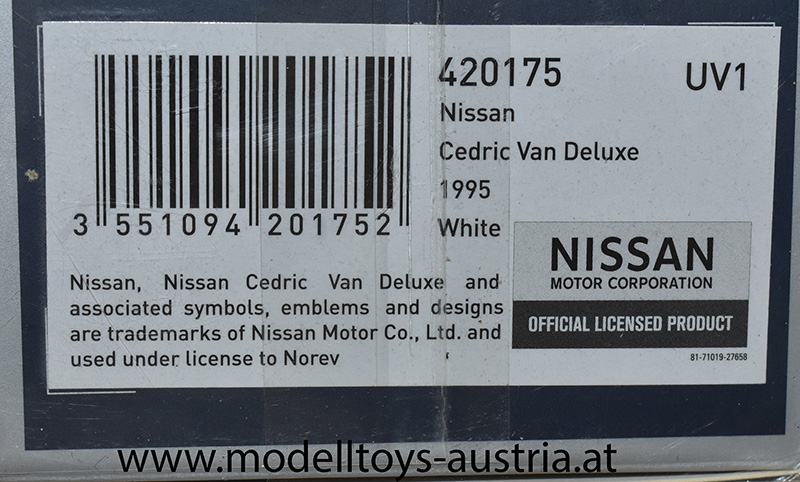 420175 UV1
Nissan
Cedric Van Deluxe
1995
White
3 551094 201752
NISSAN
MOTOR CORPORATION
OFFICIAL LICENSED PRODUCT
81-71019-27658
Nissan, Nissan Cedric Van Deluxe and
associated symbols, emblems and designs
are trademarks of Nissan Motor Co., Ltd. and
used under license to Norev
www.modelltoys-austria.at